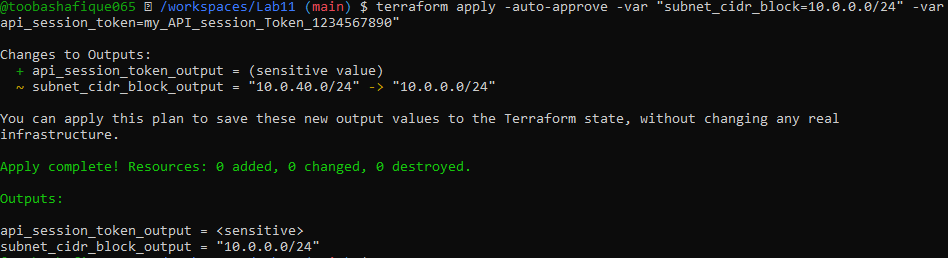 @toobashafique065 /workspaces/Lab11 (main) $ terraform apply -auto-approve -var "subnet_cidr_block=10.0.0.0/24" -var
api_session_token=my_API_session_Token_1234567890"
Changes to Outputs:
+ api_session_token_output = (sensitive value)
~ subnet_cidr_block_output = "10.0.40.0/24" -> "10.0.0.0/24"
You can apply this plan to save these new output values to the Terraform state, without changing any real
infrastructure.
Apply complete! Resources: 0 added, 0 changed, 0 destroyed.
Outputs:
api_session_token_output = <sensitive>
subnet_cidr_block_output = "10.0.0.0/24"